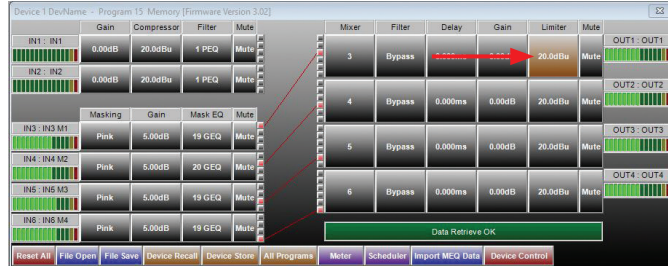 Device 1 DevName - Program 15 Memory [Firmware Version 3.02]
Gain Compressor Filter Mute Mixer Filter Delay Gain Limiter Mute
IN1 : IN1 0.00dB 20.0dBu 1 PEQ Mute 3 Bypass 20.0dBu Mute OUT1 : OUT1
IN2 : IN2 0.00dB 20.0dBu 1 PEQ Mute 4 Bypass 0.000ms 0.00dB 20.0dBu Mute OUT2 : OUT2
Masking Gain Mask EQ Mute
IN3 : IN3 M1 Pink 5.00dB 19 GEQ Mute 5 Bypass 0.000ms 0.00dB 20.0dBu Mute OUT3 : OUT3
IN4 : IN4 M2 Pink 5.00dB 20 GEQ Mute 6 Bypass 0.000ms 0.00dB 20.0dBu Mute OUT4 : OUT4
IN5 : IN5 M3 Pink 5.00dB 19 GEQ Mute
IN6 : IN6 M4 Pink 5.00dB 19 GEQ Mute Data Retrieve OK
Reset All File Open File Save Device Recall Device Store All Programs Meter Scheduler Import MEQ Data Device Control